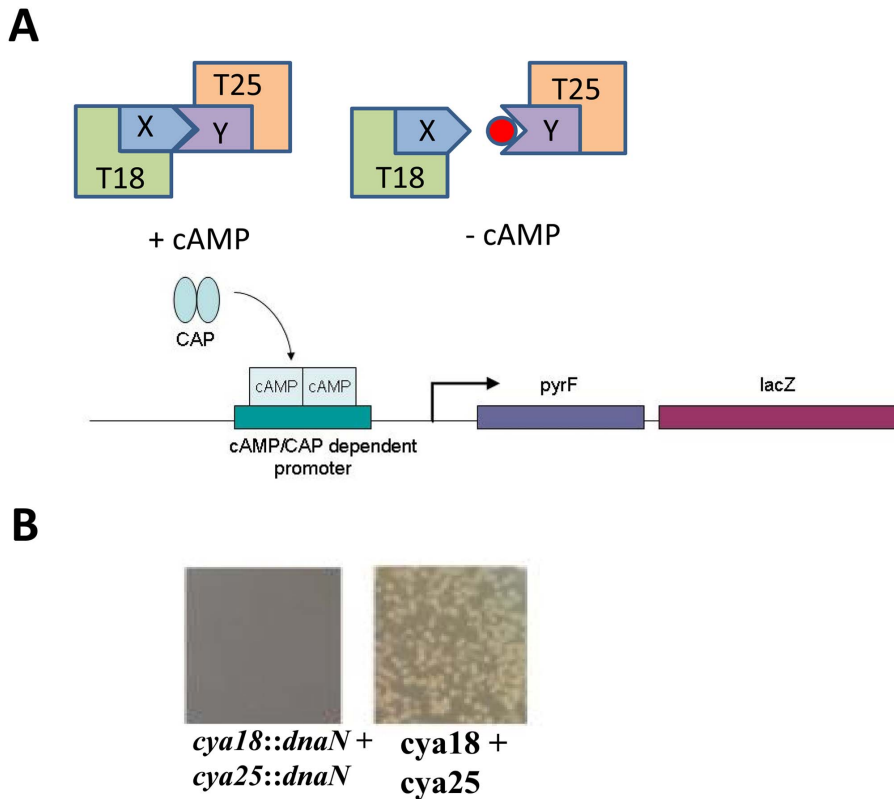 A
T25
X
Y
T18
+ cAMP
T25
X
Y
T18
- cAMP
CAP
cAMP cAMP
pyrF
lacZ
cAMP/CAP dependent
promoter
B
cya18::dnaN +
cya25::dnaN
cya18 +
cya25